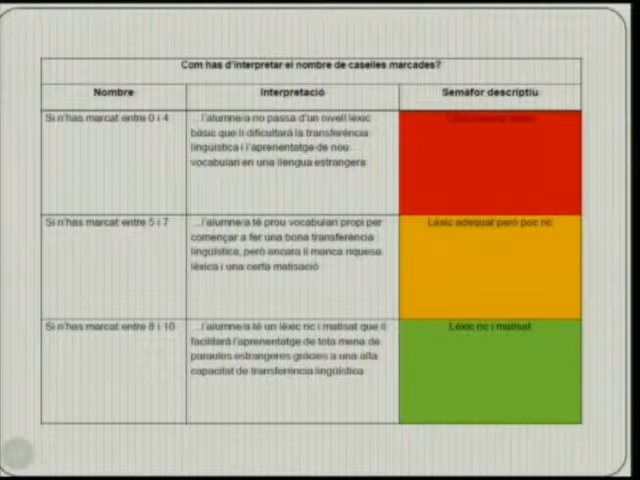 Com has d'interpretar el nombre de caselles marcades?
Nombre
Interpretació
Semàfor descriptiu
Si n'has marcat entre 0 i 4
...l'alumne/a no passa d'un nivell lèxic
bàsic que li dificultarà la transferència
lingüística i l'aprenentatge de nou
vocabulari en una llengua estrangera
Si n'has marcat entre 5 i 7
...l'alumne/a té prou vocabulari propi per
començar a fer una bona transferència
lingüística, però encara li manca riquesa
lèxica i una certa matisació
Lèxic adequat però poc ric
Si n'has marcat entre 8 i 10
...l'alumne/a té un lèxic ric i matisat que li
facilitarà l'aprenentatge de tota mena de
paraules estrangeres gràcies a una alta
capacitat de transferència lingüística
Lèxic ric i matisat